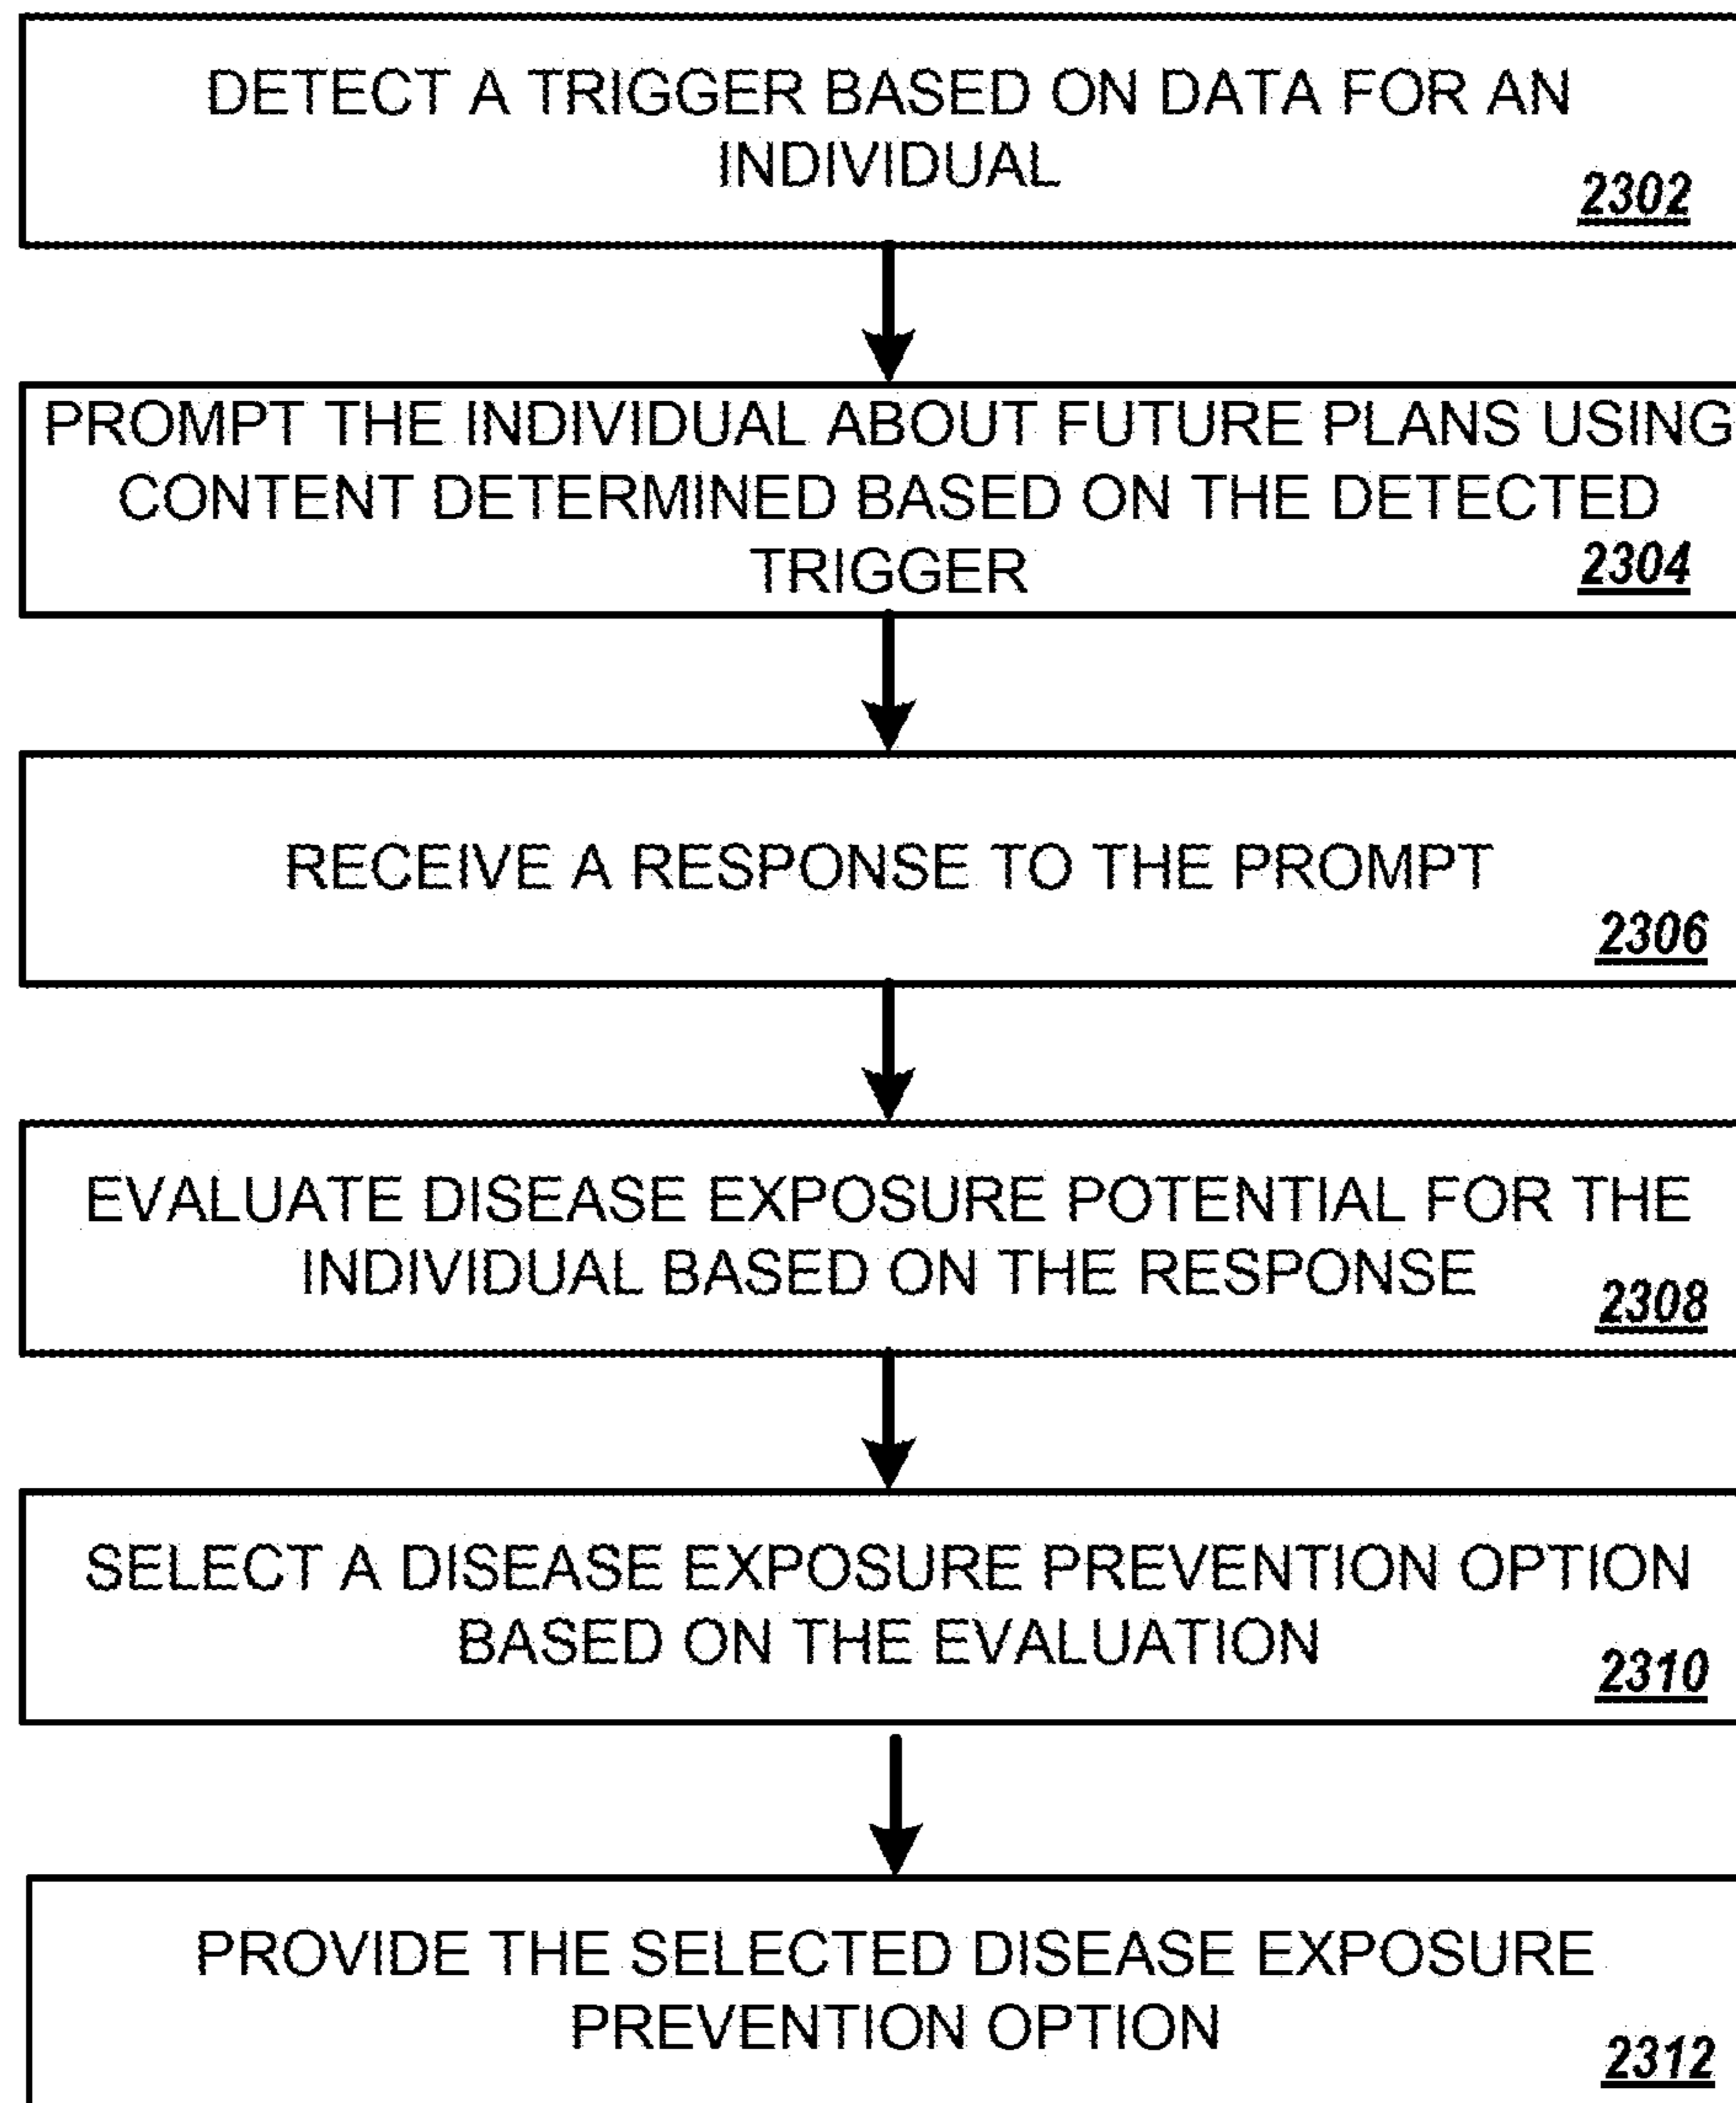 DETECT A TRIGGER BASED ON DATA FOR AN
INDIVIDUAL
2302
PROMPT THE INDIVIDUAL ABOUT FUTURE PLANS USING
CONTENT DETERMINED BASED ON THE DETECTED
TRIGGER
2304
RECEIVE A RESPONSE TO THE PROMPT
2306
EVALUATE DISEASE EXPOSURE POTENTIAL FOR THE
INDIVIDUAL BASED ON THE RESPONSE
2308
SELECT A DISEASE EXPOSURE PREVENTION OPTION
BASED ON THE EVALUATION
2310
PROVIDE THE SELECTED DISEASE EXPOSURE
PREVENTION OPTION
2312